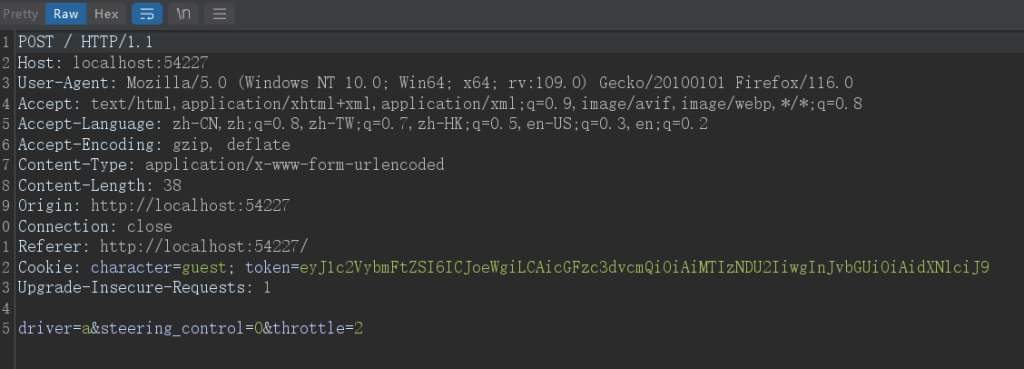 Pretty Raw Hex \n
1 POST / HTTP/1.1
2 Host: localhost:54227
3 User-Agent: Mozilla/5.0 (Windows NT 10.0; Win64; x64; rv:109.0) Gecko/20100101 Firefox/116.0
4 Accept: text/html,application/xhtml+xml,application/xml;q=0.9,image/avif,image/webp,*/*;q=0.8
5 Accept-Language: zh-CN,zh;q=0.8,zh-TW;q=0.7,zh-HK;q=0.5,en-US;q=0.3,en;q=0.2
6 Accept-Encoding: gzip, deflate
7 Content-Type: application/x-www-form-urlencoded
8 Content-Length: 38
9 Origin: http://localhost:54227
0 Connection: close
1 Referer: http://localhost:54227/
2 Cookie: character=guest; token=eyJ1c2VybmFtZSI6ICJoeWgiLCAicGFzc3dvcmQiOiAiMTIzNDU2IiwgInJvbGUiOiAidXNlciJ9
3 Upgrade-Insecure-Requests: 1
4
5 driver=a&steering_control=0&throttle=2